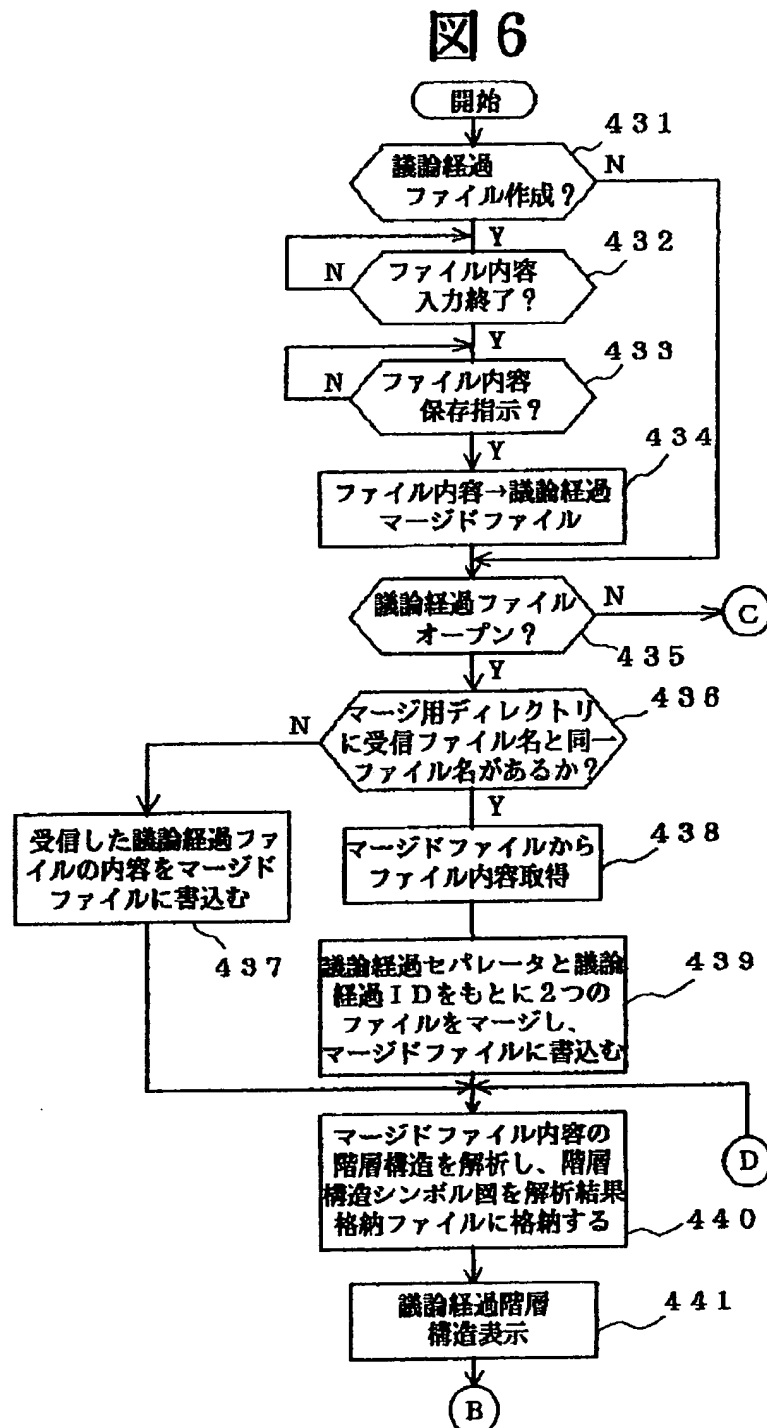 図６
開始
４３１
議論経過
ファイル作成？
N
Y
４３２
N
ファイル内容
入力終了？
Y
４３３
N
ファイル内容
保存指示？
Y
４３４
ファイル内容→議論経過
マージドファイル
議論経過ファイル
オープン？
N
C
４３５
Y
４３６
マージ用ディレクトリ
に受信ファイル名と同一
ファイル名があるか？
N
Y
受信した議論経過ファ
イルの内容をマージド
ファイルに書込む
４３７
４３８
マージドファイルから
ファイル内容取得
４３９
議論経過セパレータと議論
経過ＩＤをもとに２つの
ファイルをマージし、
マージドファイルに書込む
D
マージドファイル内容の
階層構造を解析し、階層
構造シンボル図を解析結果
格納ファイルに格納する
４４０
議論経過階層
構造表示
４４１
B